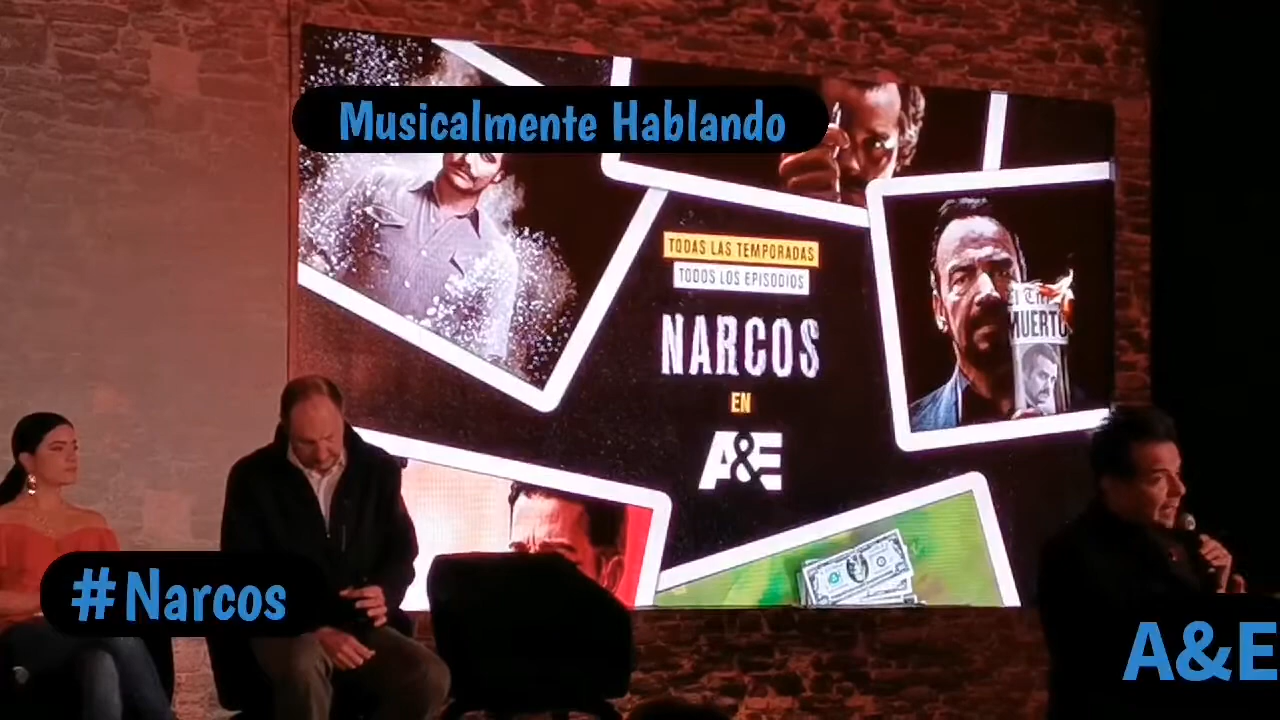 Musicalmente Hablando
TODAS LAS TEMPORADAS
TODOS LOS EPISODIOS
NARCOS
EN
A&E
MUERTO
#Narcos
A&E